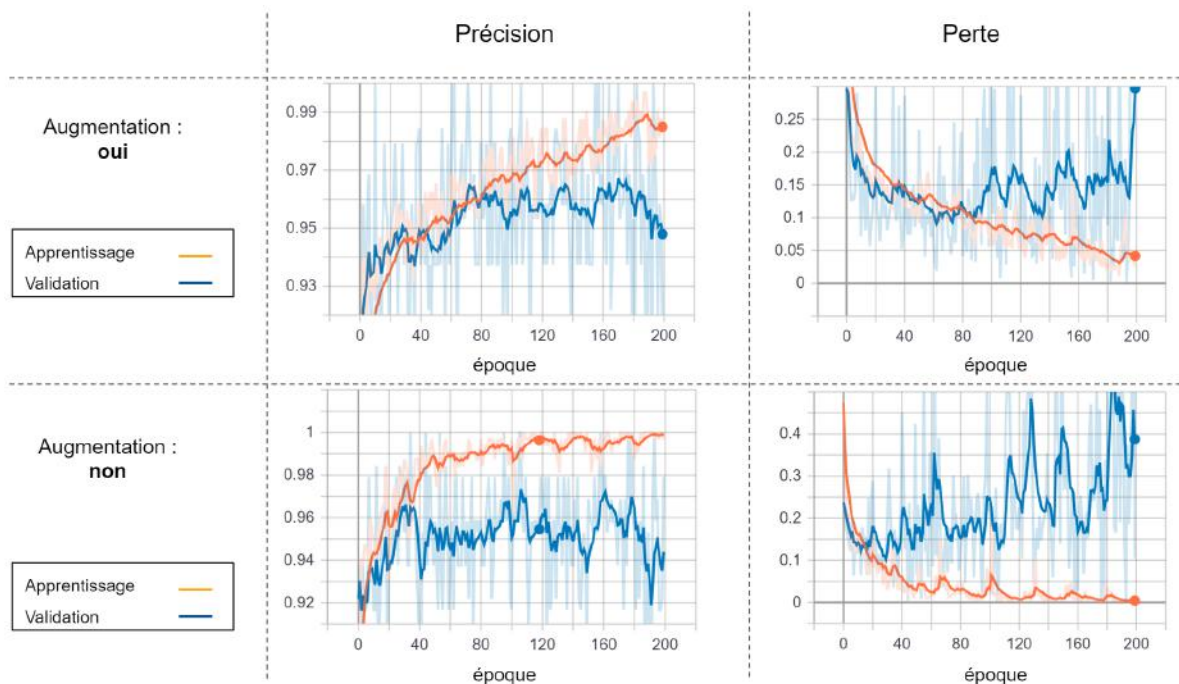 Précision
Perte
Augmentation :
oui
Apprentissage
Validation
0.99
0.97
0.95
0.93
0 40 80 120 160 200
époque
0.25
0.2
0.15
0.1
0.05
0
0 40 80 120 160 200
époque
Augmentation :
non
Apprentissage
Validation
1
0.98
0.96
0.94
0.92
0 40 80 120 160 200
époque
0.4
0.3
0.2
0.1
0
0 40 80 120 160 200
époque